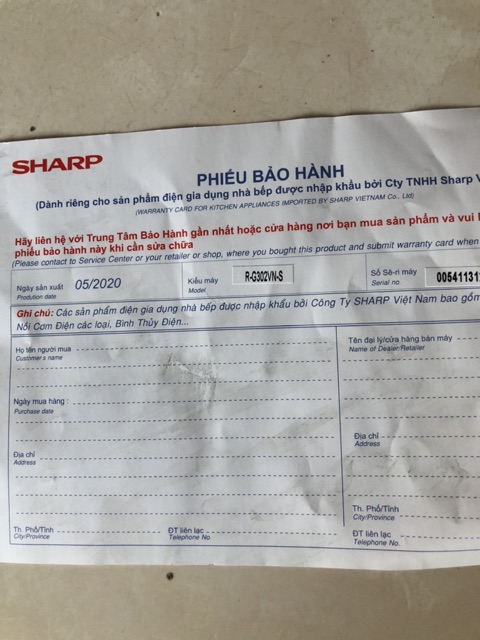 SHARP
PHIẾU BẢO HÀNH
(Dành riêng cho sản phẩm điện gia dụng nhà bếp được nhập khẩu bởi Cty TNHH Sharp V
(WARRANTY CARD FOR KITCHEN APPLIANCES IMPORTED BY SHARP VIETNAM Co., Ltd)
Hãy liên hệ với Trung Tâm Bảo Hành gần nhất hoặc cửa hàng nơi bạn mua sản phẩm và vui l
phiếu bảo hành này khi cần sửa chữa
(Please contact to Service Center or your retailer or shop, where you bought this product and submit warranty card when
Ngày sản xuất 05/2020 Kiểu máy R-G302VN-S Số Sê-ri máy 00541131
Prodution date Model Serial no
Ghi chú: Các sản phẩm điện gia dụng nhà bếp được nhập khẩu bởi Công Ty SHARP Việt Nam bao gồm
Nồi Cơm Điện các loại, Bình Thủy Điện...
Họ tên người mua
Customer's name
Ngày mua hàng :
Purchase date
Địa chỉ
Address
Th. Phố/Tỉnh ĐT liên lạc
City/Province Telephone No
Tên đại lý/cửa hàng bán máy
Name of Dealer/Retailer
Địa chỉ
Address
Th. Phố/Tỉnh
City/Province
ĐT liên lạc
Telephone No.